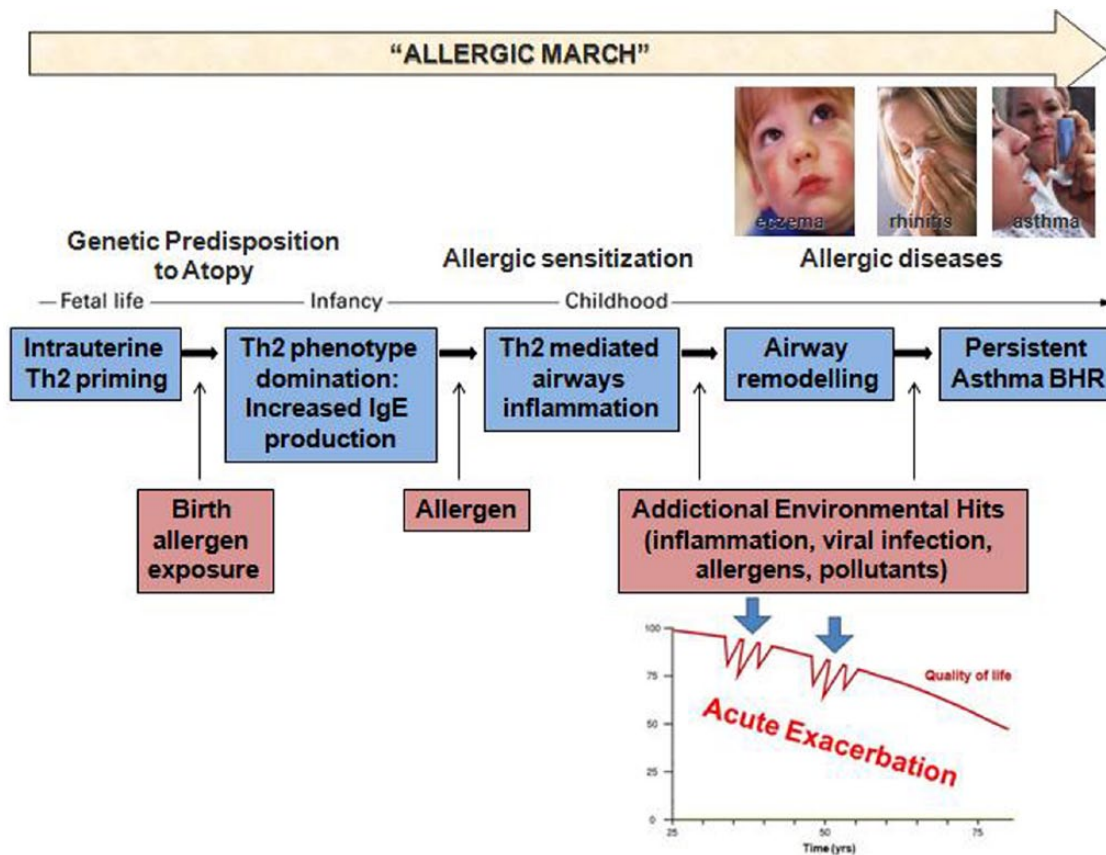 “ALLERGIC MARCH”
eczema
rhinitis
asthma
Genetic Predisposition
to Atopy
Allergic sensitization
Allergic diseases
Fetal life
Infancy
Childhood
Intrauterine
Th2 priming
Th2 phenotype
domination:
Increased IgE
production
Th2 mediated
airways
inflammation
Airway
remodelling
Persistent
Asthma BHR
Birth
allergen
exposure
Allergen
Addictional Environmental Hits
(inflammation, viral infection,
allergens, pollutants)
100
75
50
25
0
Quality of life
Acute Exacerbation
25
50
75
Time (yrs)